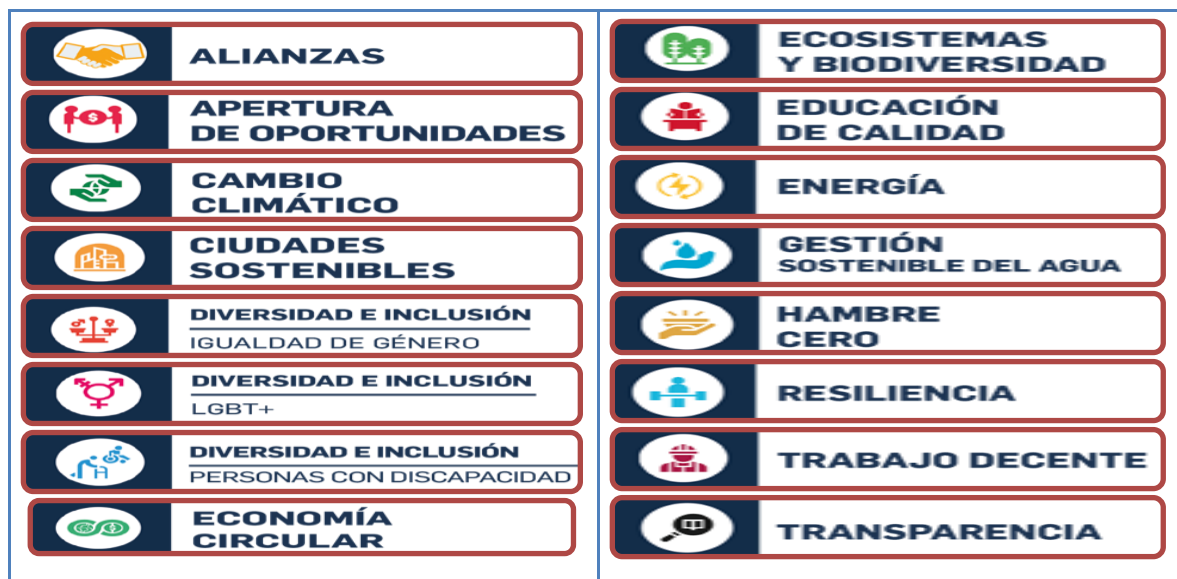 ALIANZAS
APERTURA
DE OPORTUNIDADES
CAMBIO
CLIMÁTICO
CIUDADES
SOSTENIBLES
DIVERSIDAD E INCLUSIÓN
IGUALDAD DE GÉNERO
DIVERSIDAD E INCLUSIÓN
LGBT+
DIVERSIDAD E INCLUSIÓN
PERSONAS CON DISCAPACIDAD
ECONOMÍA
CIRCULAR
ECOSISTEMAS
Y BIODIVERSIDAD
EDUCACIÓN
DE CALIDAD
ENERGÍA
GESTIÓN
SOSTENIBLE DEL AGUA
HAMBRE
CERO
RESILIENCIA
TRABAJO DECENTE
TRANSPARENCIA